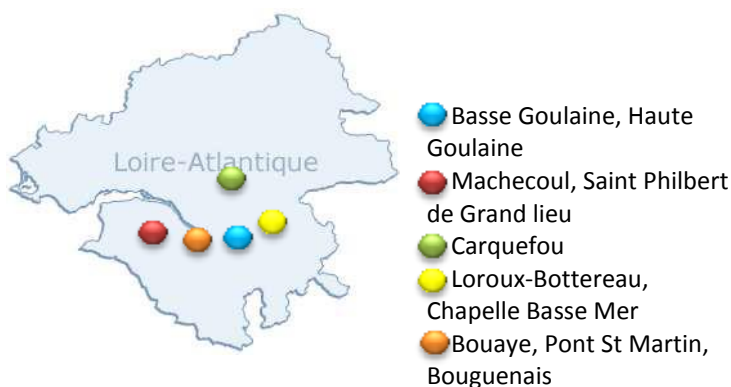 Loire-Atlantique
Basse Goulaine, Haute
Goulaine
Machecoul, Saint Philbert
de Grand lieu
Carquefou
Loroux-Bottereau,
Chapelle Basse Mer
Bouaye, Pont St Martin,
Bouguenais